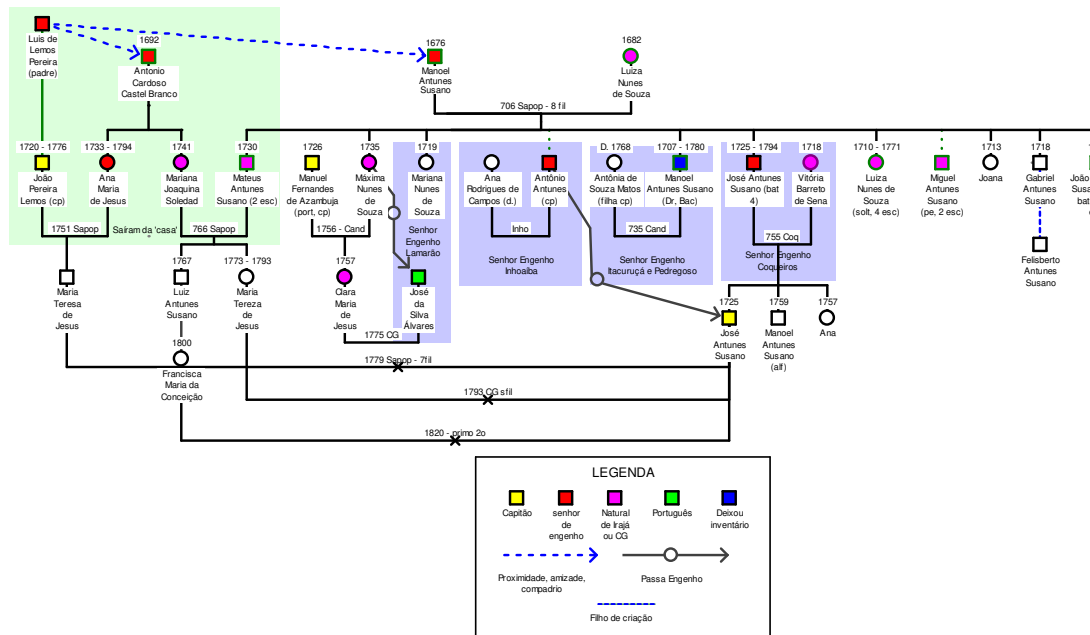 Luis de
Lemos
Pereira
(padre)
1692
Antonio
Cardoso
Castel Branco
1676
Manoel
Antunes
Susano
1682
Luiza
Nunes
de Souza
706 Sapop - 8 fil
1720 - 1776
João
Pereira
Lemos (cp)
1733 - 1794
Ana
Maria
de Jesus
1741
Mariana
Joaquina
Soledad
1730
Mateus
Antunes
Susano (2 esc)
1726
Manuel
Fernandes
de Azambuja
(port, cp)
1735
Máxima
Nunes
de
Souza
1719
Mariana
Nunes
de
Souza
Ana
Rodrigues de
Campos (d.)
Antônio
Antunes
(cp)
D. 1768
Antônia de
Souza Matos
(filha cp)
1707 - 1780
Manoel
Antunes Susano
(Dr, Bac)
1725 - 1794
José Antunes
Susano (bat
4)
1718
Vitória
Barreto
de Sena
1710 - 1771
Luiza
Nunes de
Souza
(solt, 4 esc)
Miguel
Antunes
Susano
(pe, 2 esc)
1713
Joana
1718
Gabriel
Antunes
Susano
João
Susa
bat
1751 Sapop
Saíram da 'casa'
766 Sapop
1756 - Cand
Senhor
Engenho
Lamarão
Inho
Senhor Engenho
Inhoaíba
735 Cand
Senhor Engenho
Itacuruçá e Pedregoso
755 Coq
Senhor Engenho
Coqueiros
Maria
Teresa
de
Jesus
1767
Luiz
Antunes
Susano
1773 - 1793
Maria
Tereza
de
Jesus
1757
Clara
Maria
de
Jesus
José
da
Silva
Álvares
1775 CG
1725
José
Antunes
Susano
1759
Manoel
Antunes
Susano
(alf)
1757
Ana
Felisberto
Antunes
Susano
1800
Francisca
Maria da
Conceição
1779 Sapop - 7fil
1793 CG sfil
1820 - primo 2o
LEGENDA
Capitão
senhor
de
engenho
Natural
de Irajá
ou CG
Português
Deixou
inventário
Proximidade, amizade,
compadrio
Passa Engenho
Filho de criação